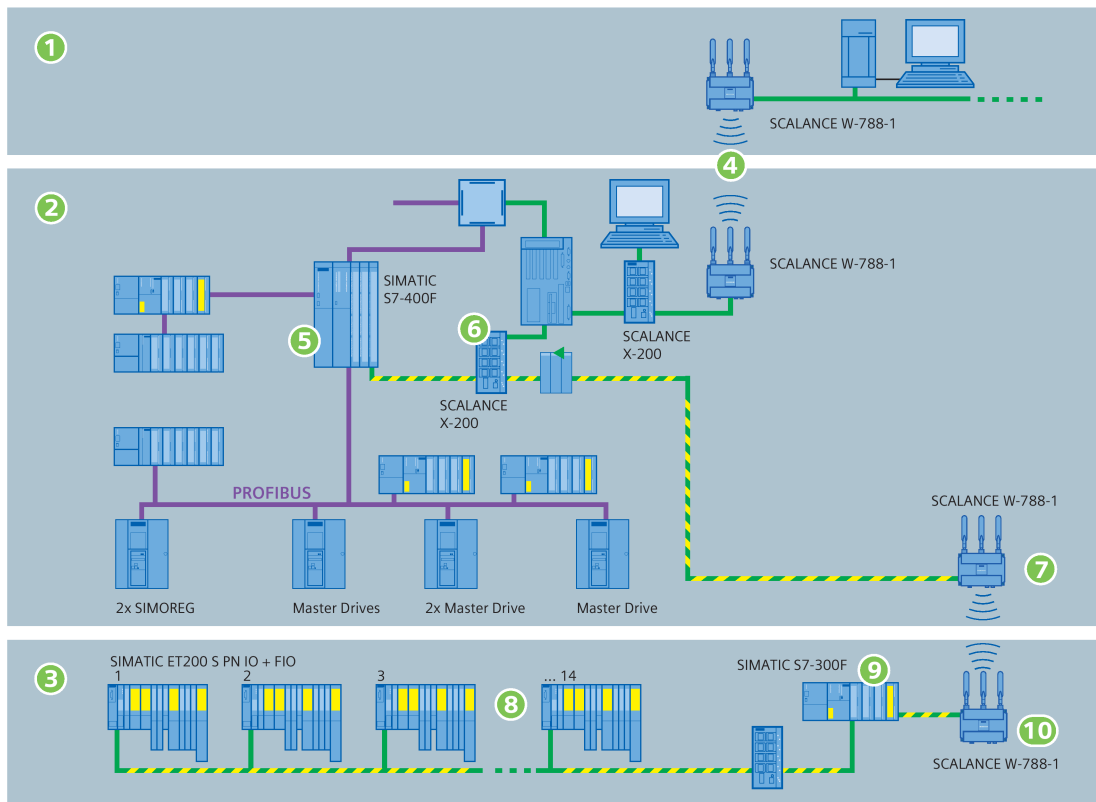 1
SCALANCE W-788-1
4
2
SIMATIC
S7-400F
SCALANCE W-788-1
5
6
SCALANCE
X-200
SCALANCE
X-200
PROFIBUS
SCALANCE W-788-1
7
2x SIMOREG
Master Drives
2x Master Drive
Master Drive
3
SIMATIC ET200 S PN IO + FIO
1
2
3
... 14
8
SIMATIC S7-300F
9
10
SCALANCE W-788-1